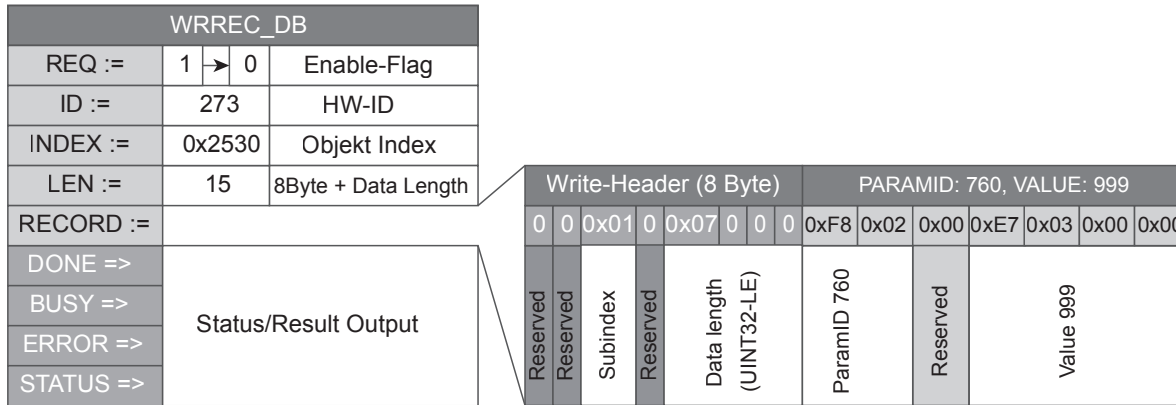 WRREC_DB
REQ := 1 → 0 Enable-Flag
ID := 273 HW-ID
INDEX := 0x2530 Objekt Index
LEN := 15 8Byte + Data Length
RECORD :=
DONE =>
BUSY =>
ERROR =>
STATUS =>
Status/Result Output
Write-Header (8 Byte) PARAMID: 760, VALUE: 999
0 0 0x01 0 0x07 0 0 0 0xF8 0x02 0x00 0xE7 0x03 0x00 0x00
Reserved
Reserved
Subindex
Reserved
Data length
(UINT32-LE)
ParamID 760
Reserved
Value 999